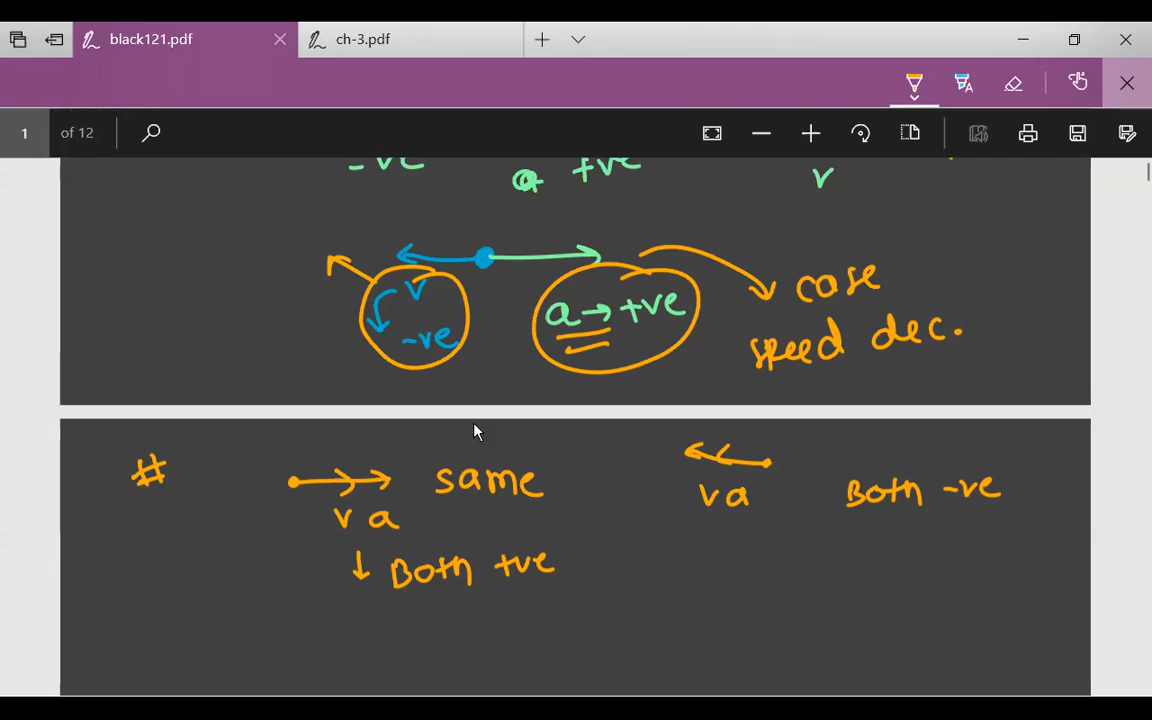 black121.pdf
ch-3.pdf
1 of 12
-ve a +ve v
v
-ve
a → +ve
case
speed dec.
# same
v a
↓ Both +ve
v a
Both -ve